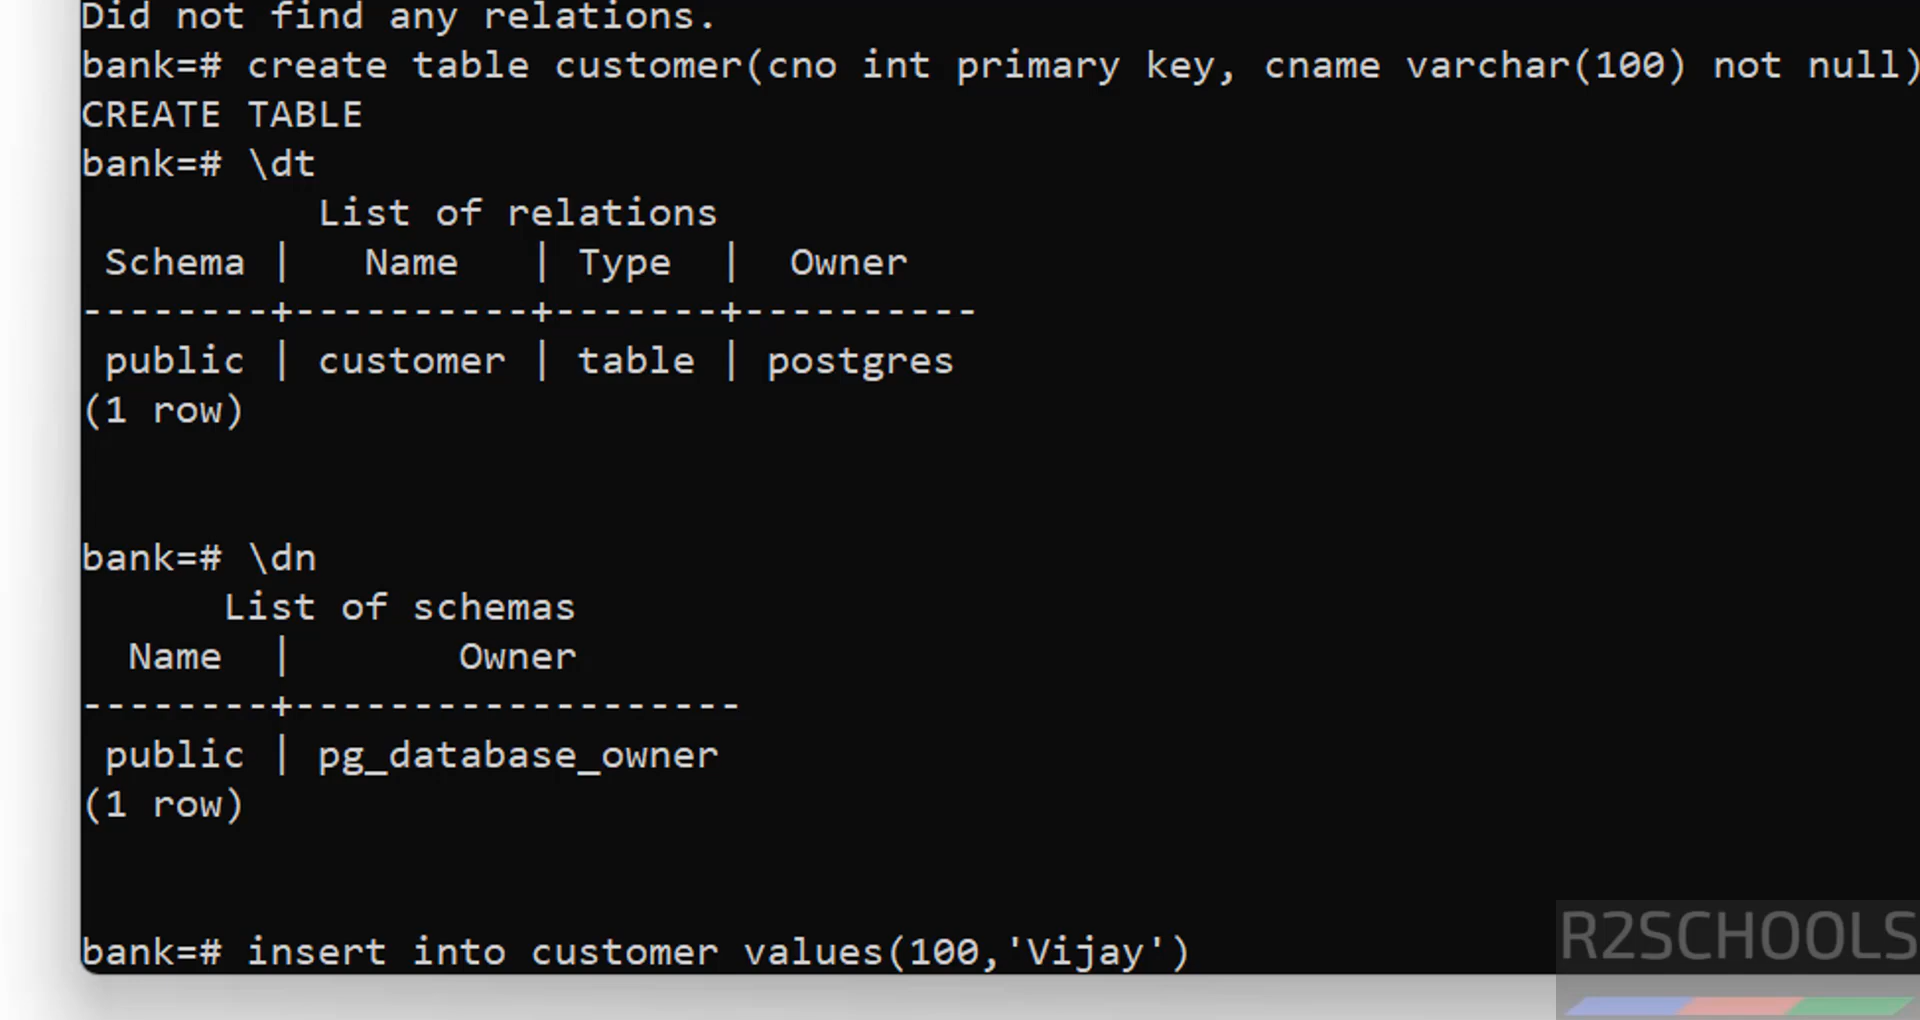 Did not find any relations.
bank=# create table customer(cno int primary key, cname varchar(100) not null)
CREATE TABLE
bank=# \dt
          List of relations
 Schema |   Name   | Type  |  Owner
--------+----------+-------+----------
 public | customer | table | postgres
(1 row)
bank=# \dn
      List of schemas
  Name  |       Owner
--------+-------------------
 public | pg_database_owner
(1 row)
bank=# insert into customer values(100,'Vijay')
R2SCHOOLS